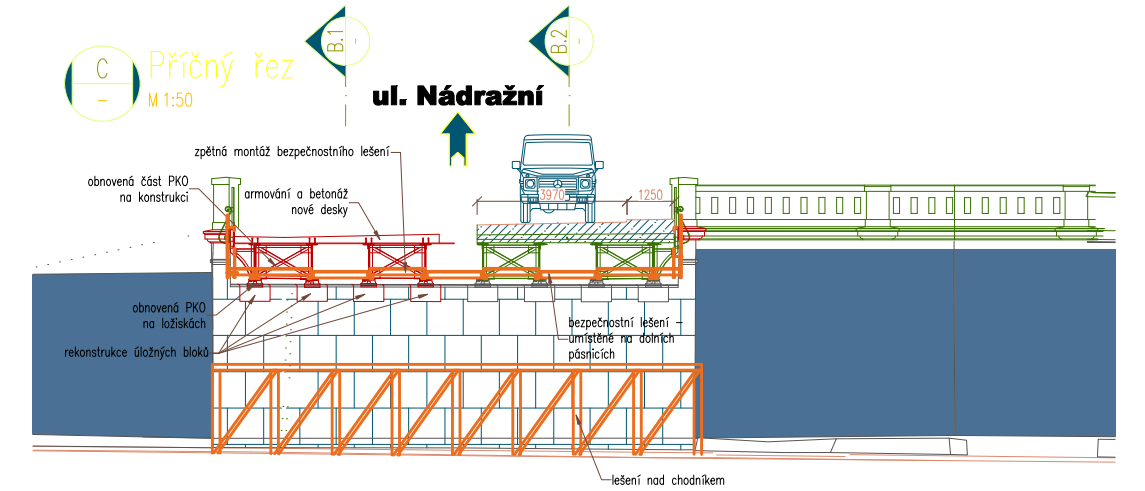 B.1
B.2
C
Příčný řez
–
M 1:50
ul. Nádražní
zpětná montáž bezpečnostního lešení
obnovená část PKO
na konstrukci
armování a betonáž
nové desky
3970
1250
obnovená PKO
na ložiskách
bezpečnostní lešení –
umístěné na dolních
pásnicích
rekonstrukce úložných bloků
lešení nad chodníkem